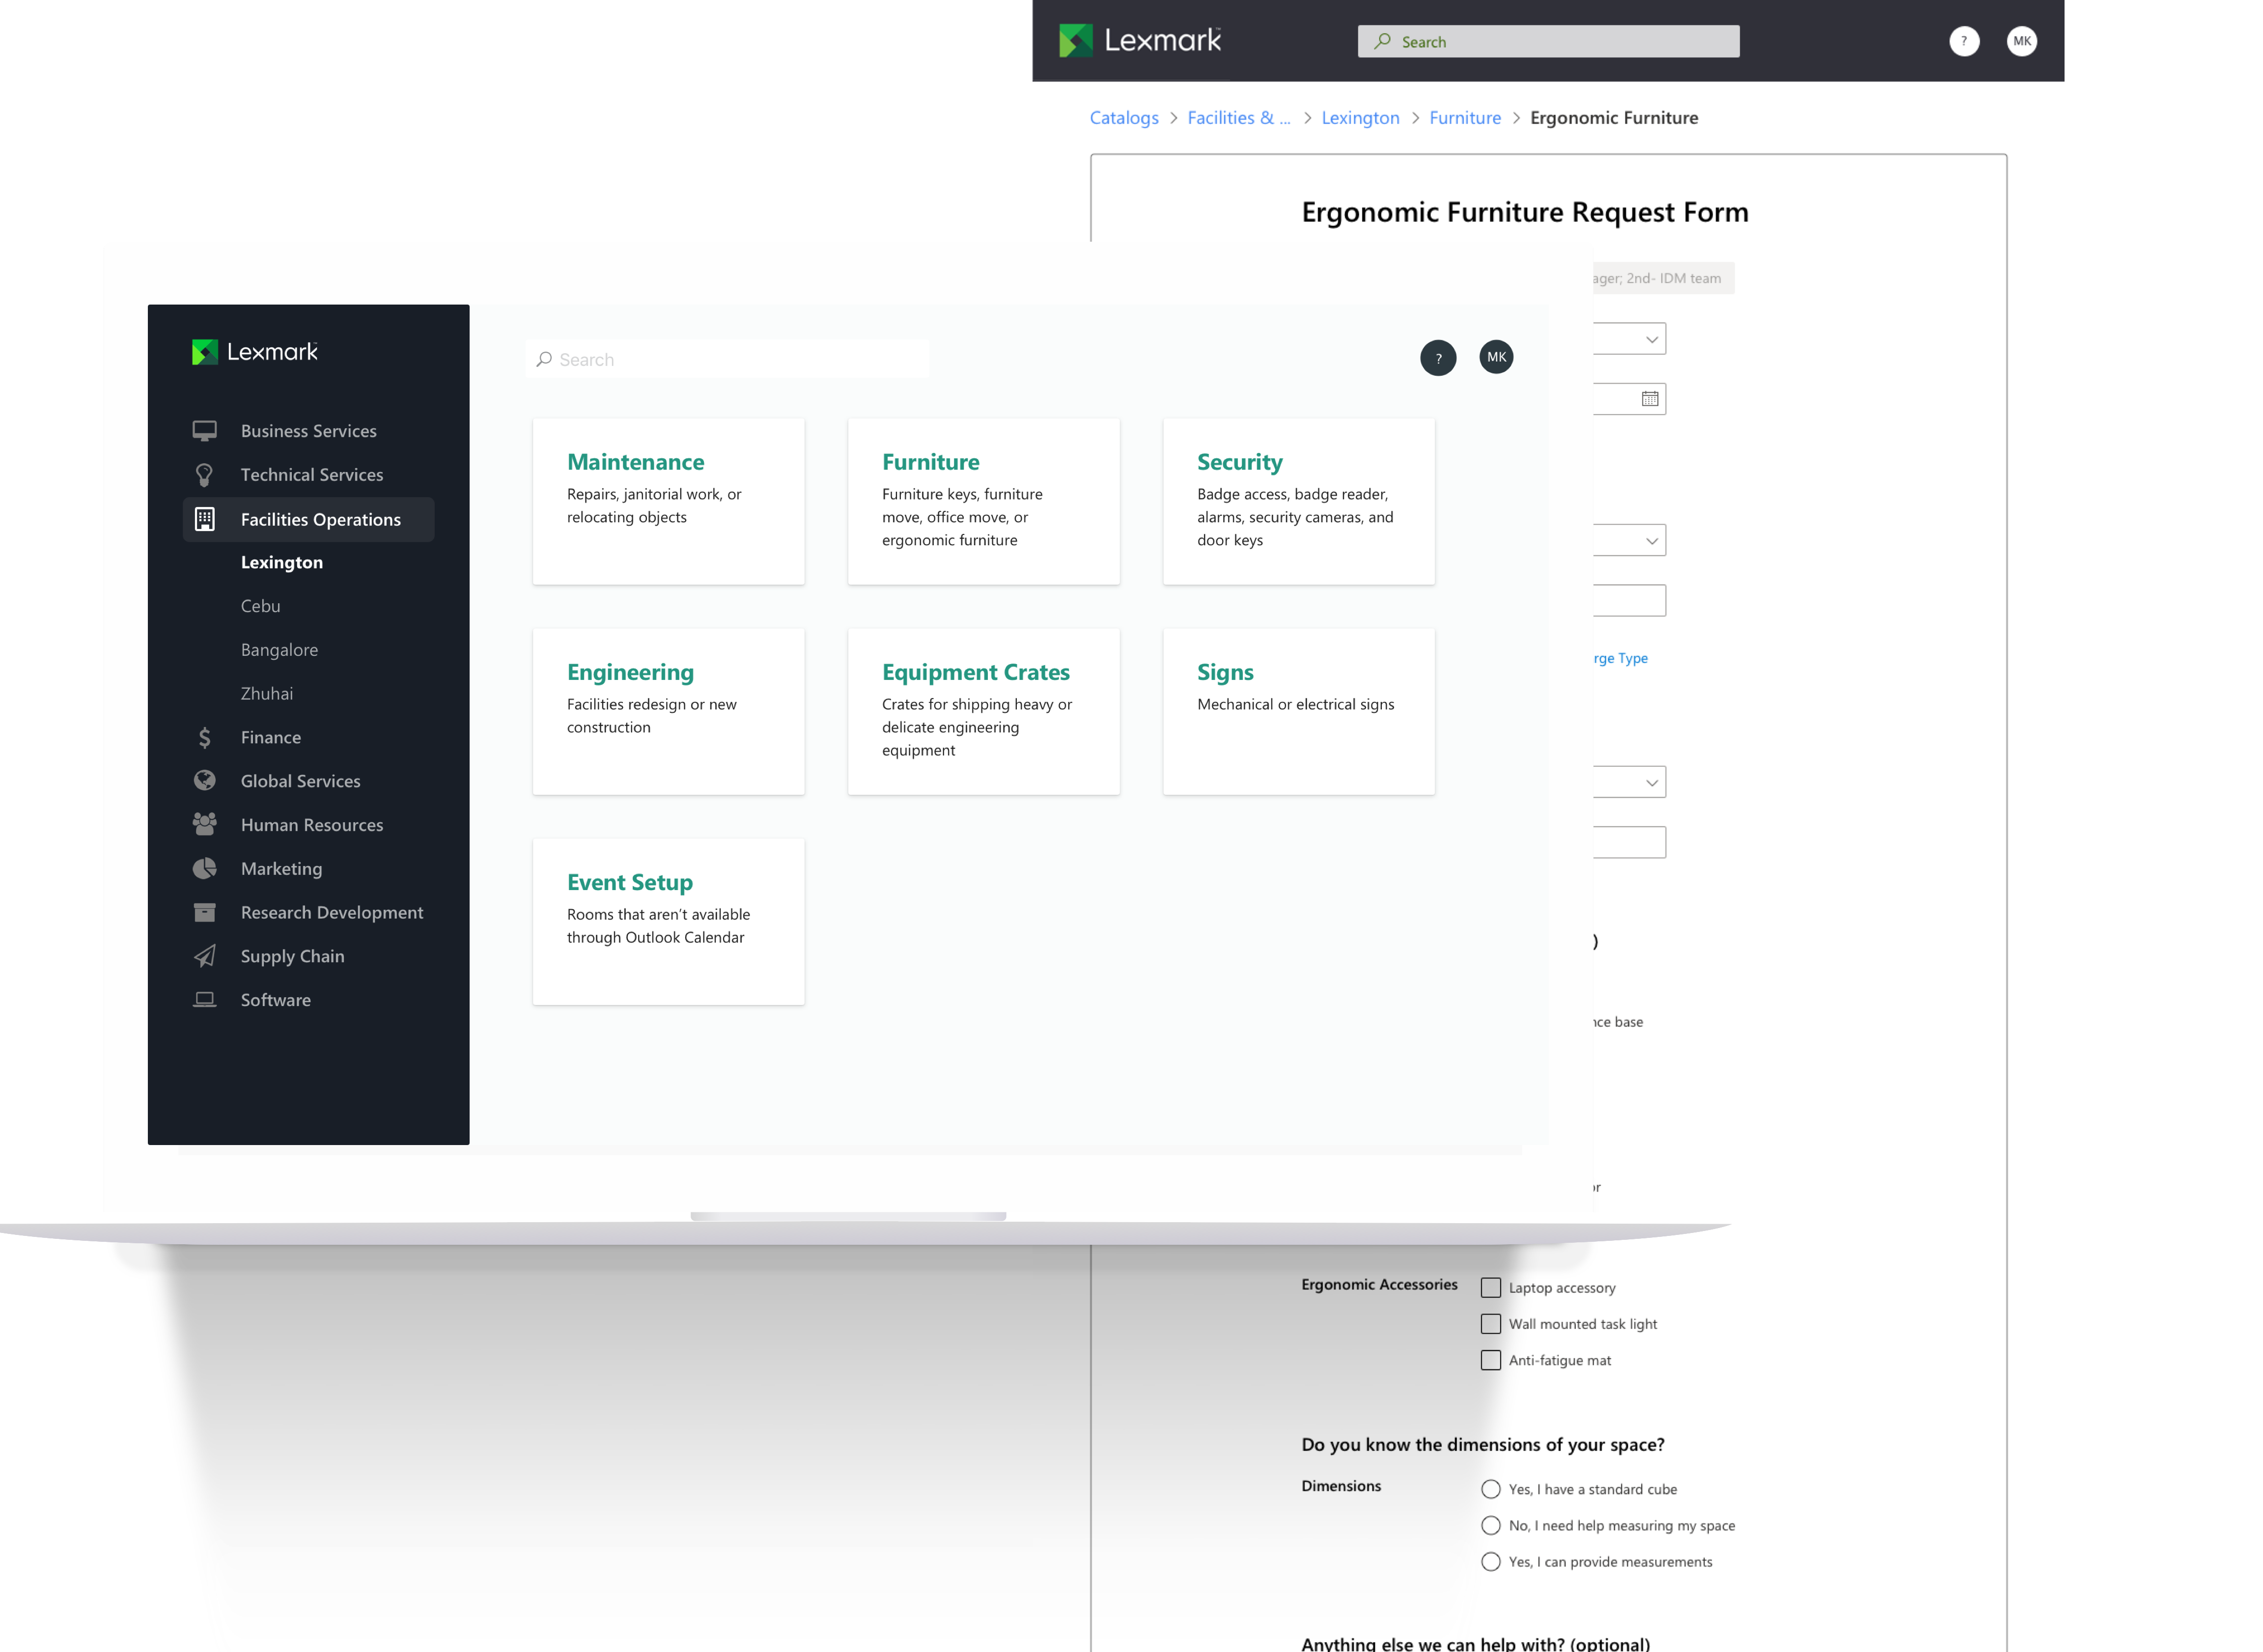 Lexmark
Search
?
MK
Catalogs > Facilities & ... > Lexington > Furniture > Ergonomic Furniture
Ergonomic Furniture Request Form
2nd- IDM team
Type
)
base
Ergonomic Accessories
Laptop accessory
Wall mounted task light
Anti-fatigue mat
Do you know the dimensions of your space?
Dimensions
Yes, I have a standard cube
No, I need help measuring my space
Yes, I can provide measurements
Anything else we can help with? (optional)
Lexmark
Business Services
Technical Services
Facilities Operations
Lexington
Cebu
Bangalore
Zhuhai
Finance
Global Services
Human Resources
Marketing
Research Development
Supply Chain
Software
Search
?
MK
Maintenance
Repairs, janitorial work, or
relocating objects
Furniture
Furniture keys, furniture
move, office move, or
ergonomic furniture
Security
Badge access, badge reader,
alarms, security cameras, and
door keys
Engineering
Facilities redesign or new
construction
Equipment Crates
Crates for shipping heavy or
delicate engineering
equipment
Signs
Mechanical or electrical signs
Event Setup
Rooms that aren't available
through Outlook Calendar